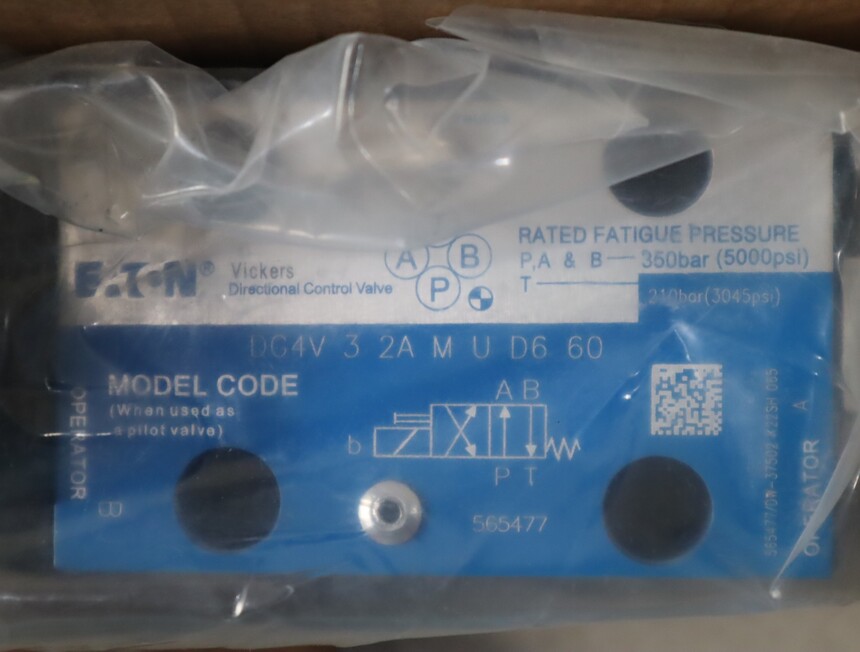 EATON® Vickers
Directional Control Valve
A B
P
RATED FATIGUE PRESSURE
P,A & B — 350bar (5000psi)
T — 210bar(3045psi)
DG4V 3 2A M U D6 60
MODEL CODE
(When used as
a pilot valve)
OPERATOR B
A B
b
P T
565477
OPERATOR A